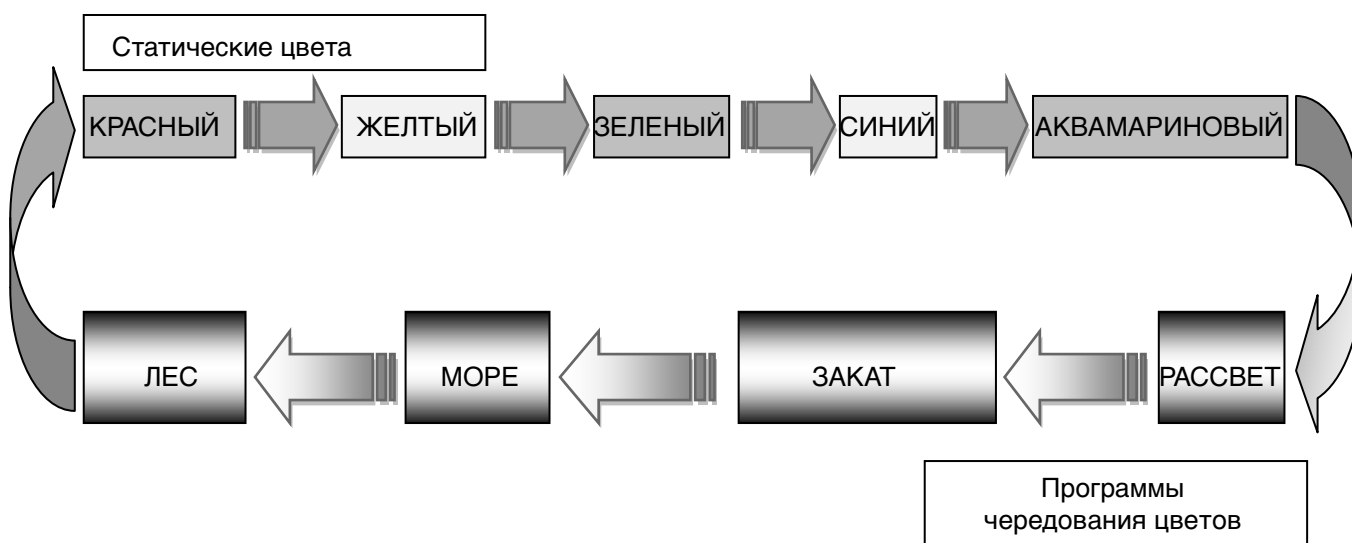 Статические цвета
КРАСНЫЙ ЖЕЛТЫЙ ЗЕЛЕНЫЙ СИНИЙ АКВАМАРИНОВЫЙ
ЛЕС МОРЕ ЗАКАТ РАССВЕТ
Программы
чередования цветов